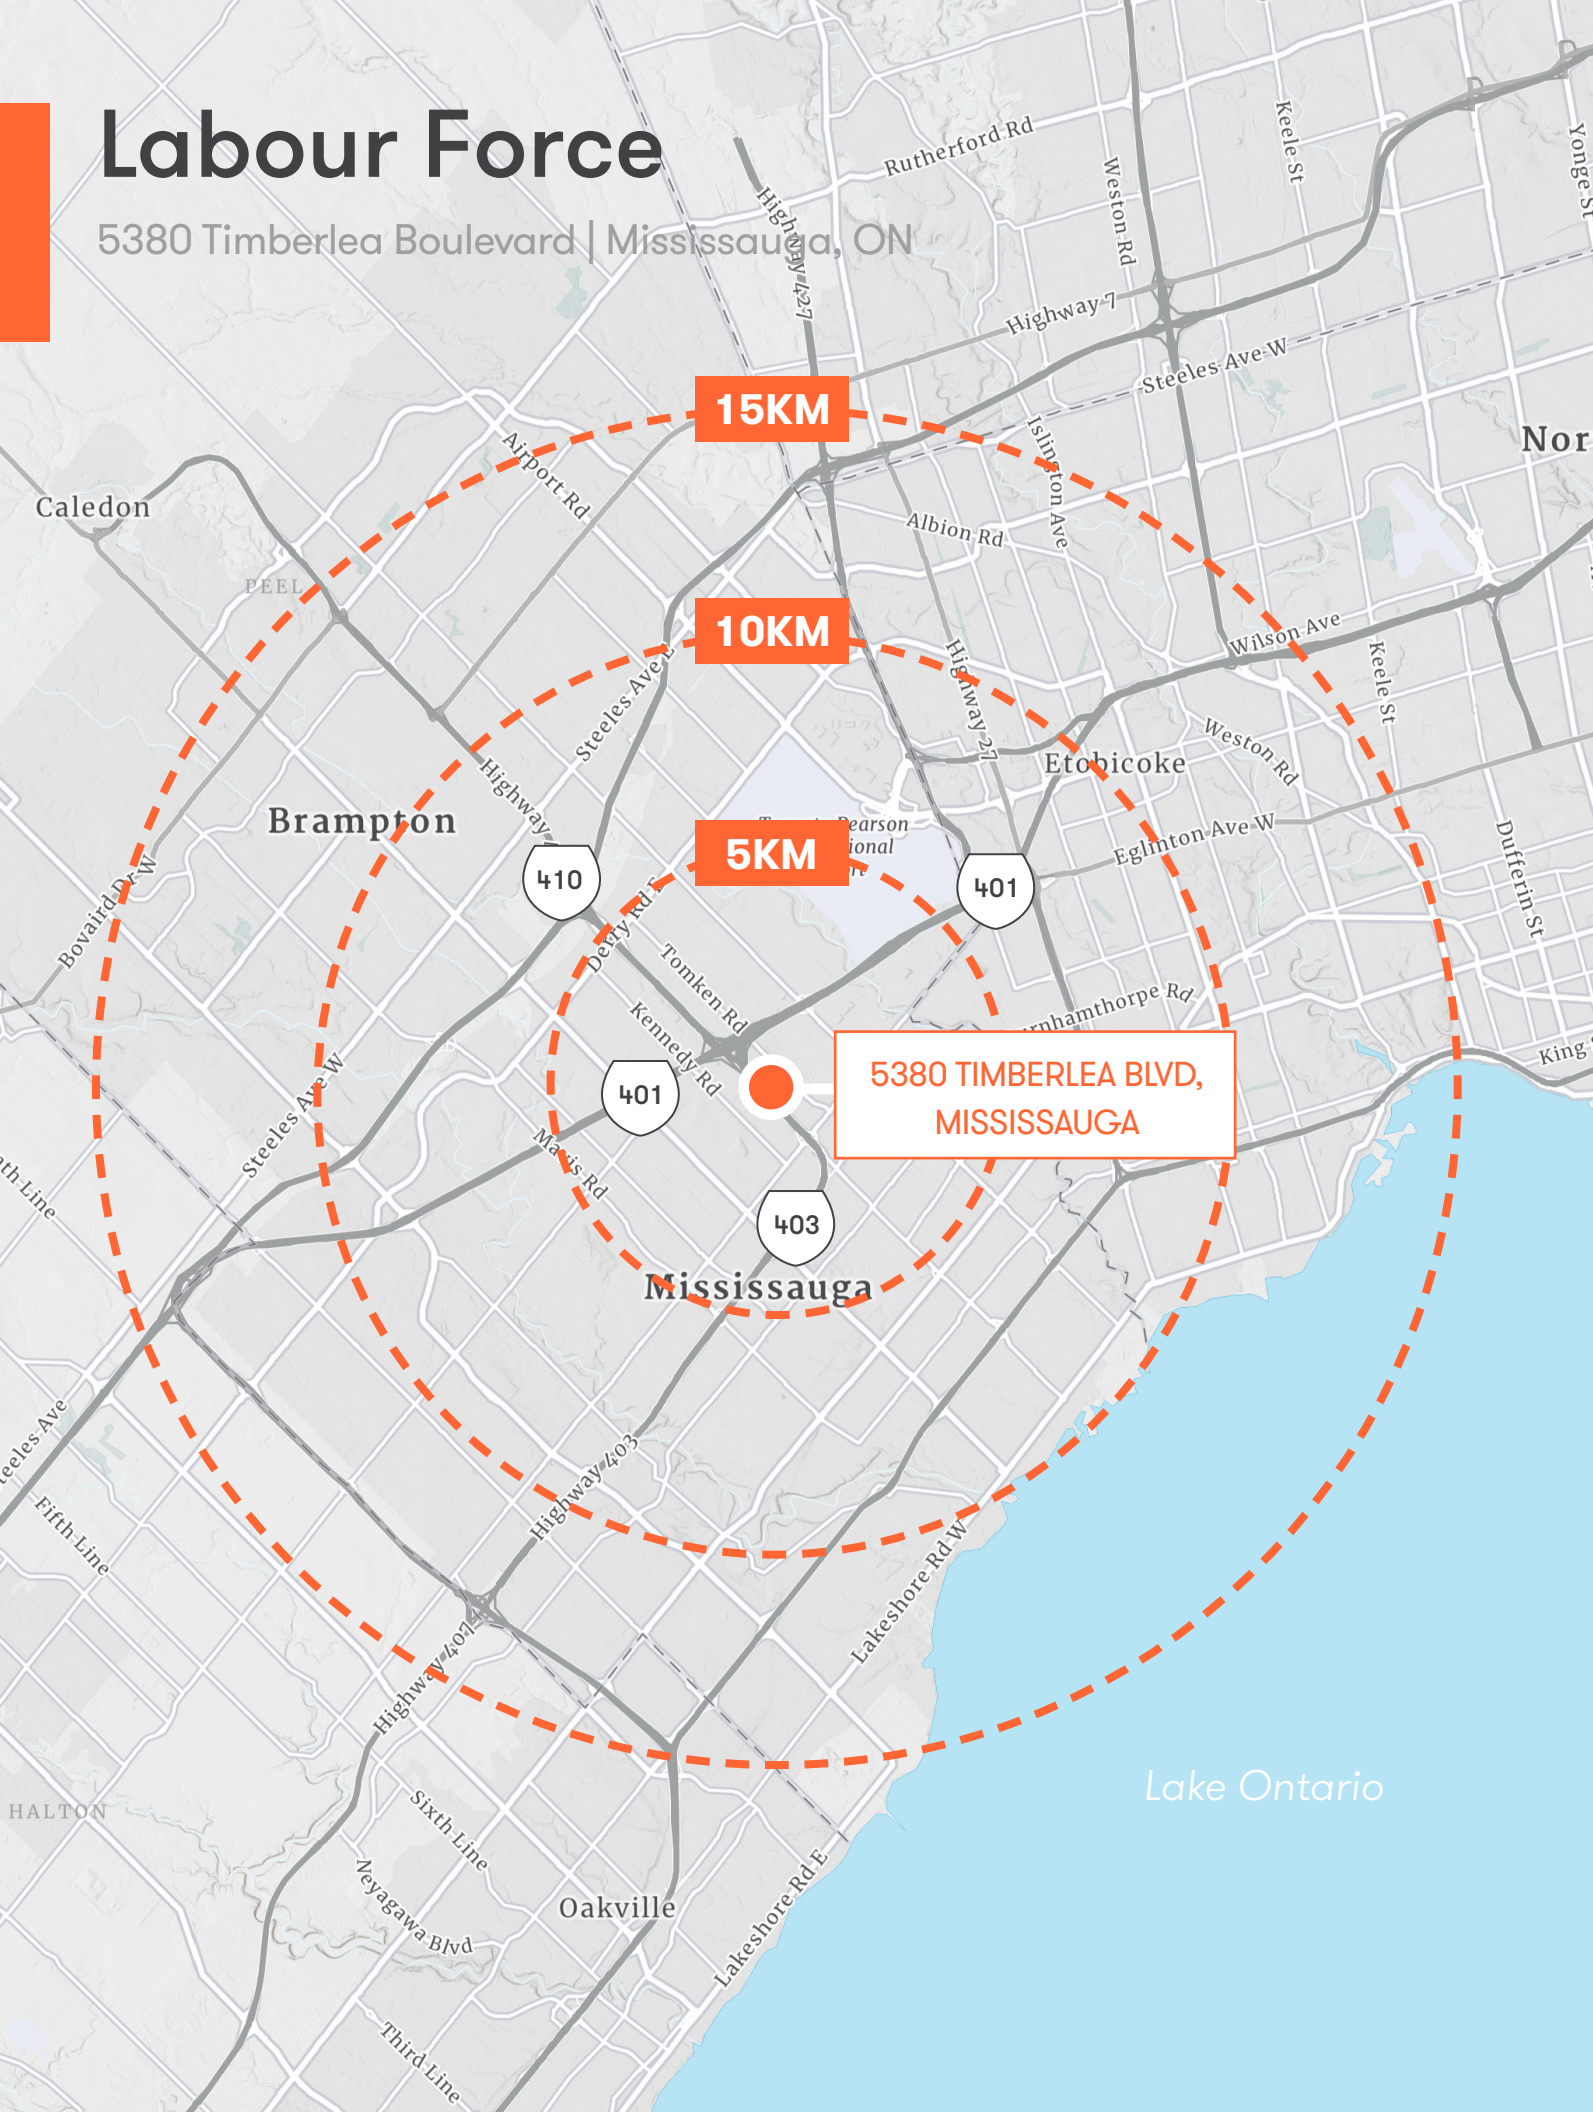 Labour Force
5380 Timberlea Boulevard | Mississauga, ON
Rutherford Rd
Keele St
Yonge St
Weston Rd
Highway 427
Highway 7
Steeles Ave W
15KM
Airport Rd
Islington Ave
Caledon
Albion Rd
PEEL
10KM
Wilson Ave
Steeles Ave E
Highway 27
Keele St
Weston Rd
Etobicoke
Highway
Brampton
Pearson
5KM
Eglinton Ave W
Dufferin St
410
401
Bovaird Dr W
Derry Rd E
Tomken Rd
Kennedy Rd
Rd
King
401
5380 TIMBERLEA BLVD,
MISSISSAUGA
Steeles Ave W
Mavis Rd
Line
403
Mississauga
Ave
Highway 403
Fifth Line
Lakeshore Rd W
Highway 407
Lake Ontario
HALTON
Sixth Line
Neyagawa Blvd
Oakville
Lakeshore Rd E
Third Line